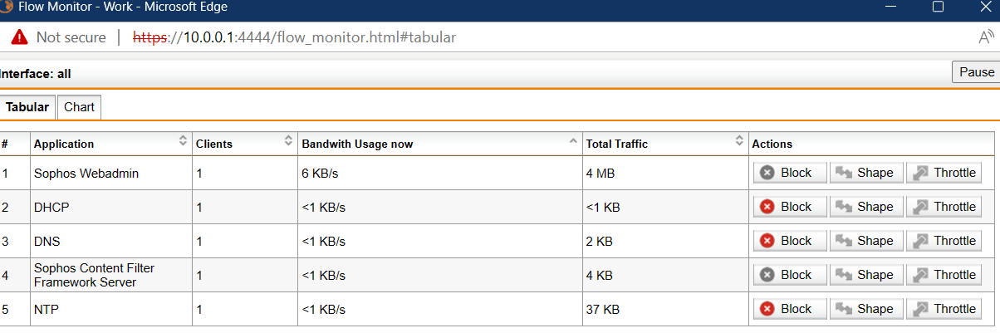 Flow Monitor - Work - Microsoft Edge
Not secure | https://10.0.0.1:4444/flow_monitor.html#tabular A
Interface: all Pause
Tabular Chart
# Application Clients Bandwith Usage now Total Traffic Actions
1 Sophos Webadmin 1 6 KB/s 4 MB Block Shape Throttle
2 DHCP 1 <1 KB/s <1 KB Block Shape Throttle
3 DNS 1 <1 KB/s 2 KB Block Shape Throttle
4 Sophos Content Filter
Framework Server 1 <1 KB/s 4 KB Block Shape Throttle
5 NTP 1 <1 KB/s 37 KB Block Shape Throttle